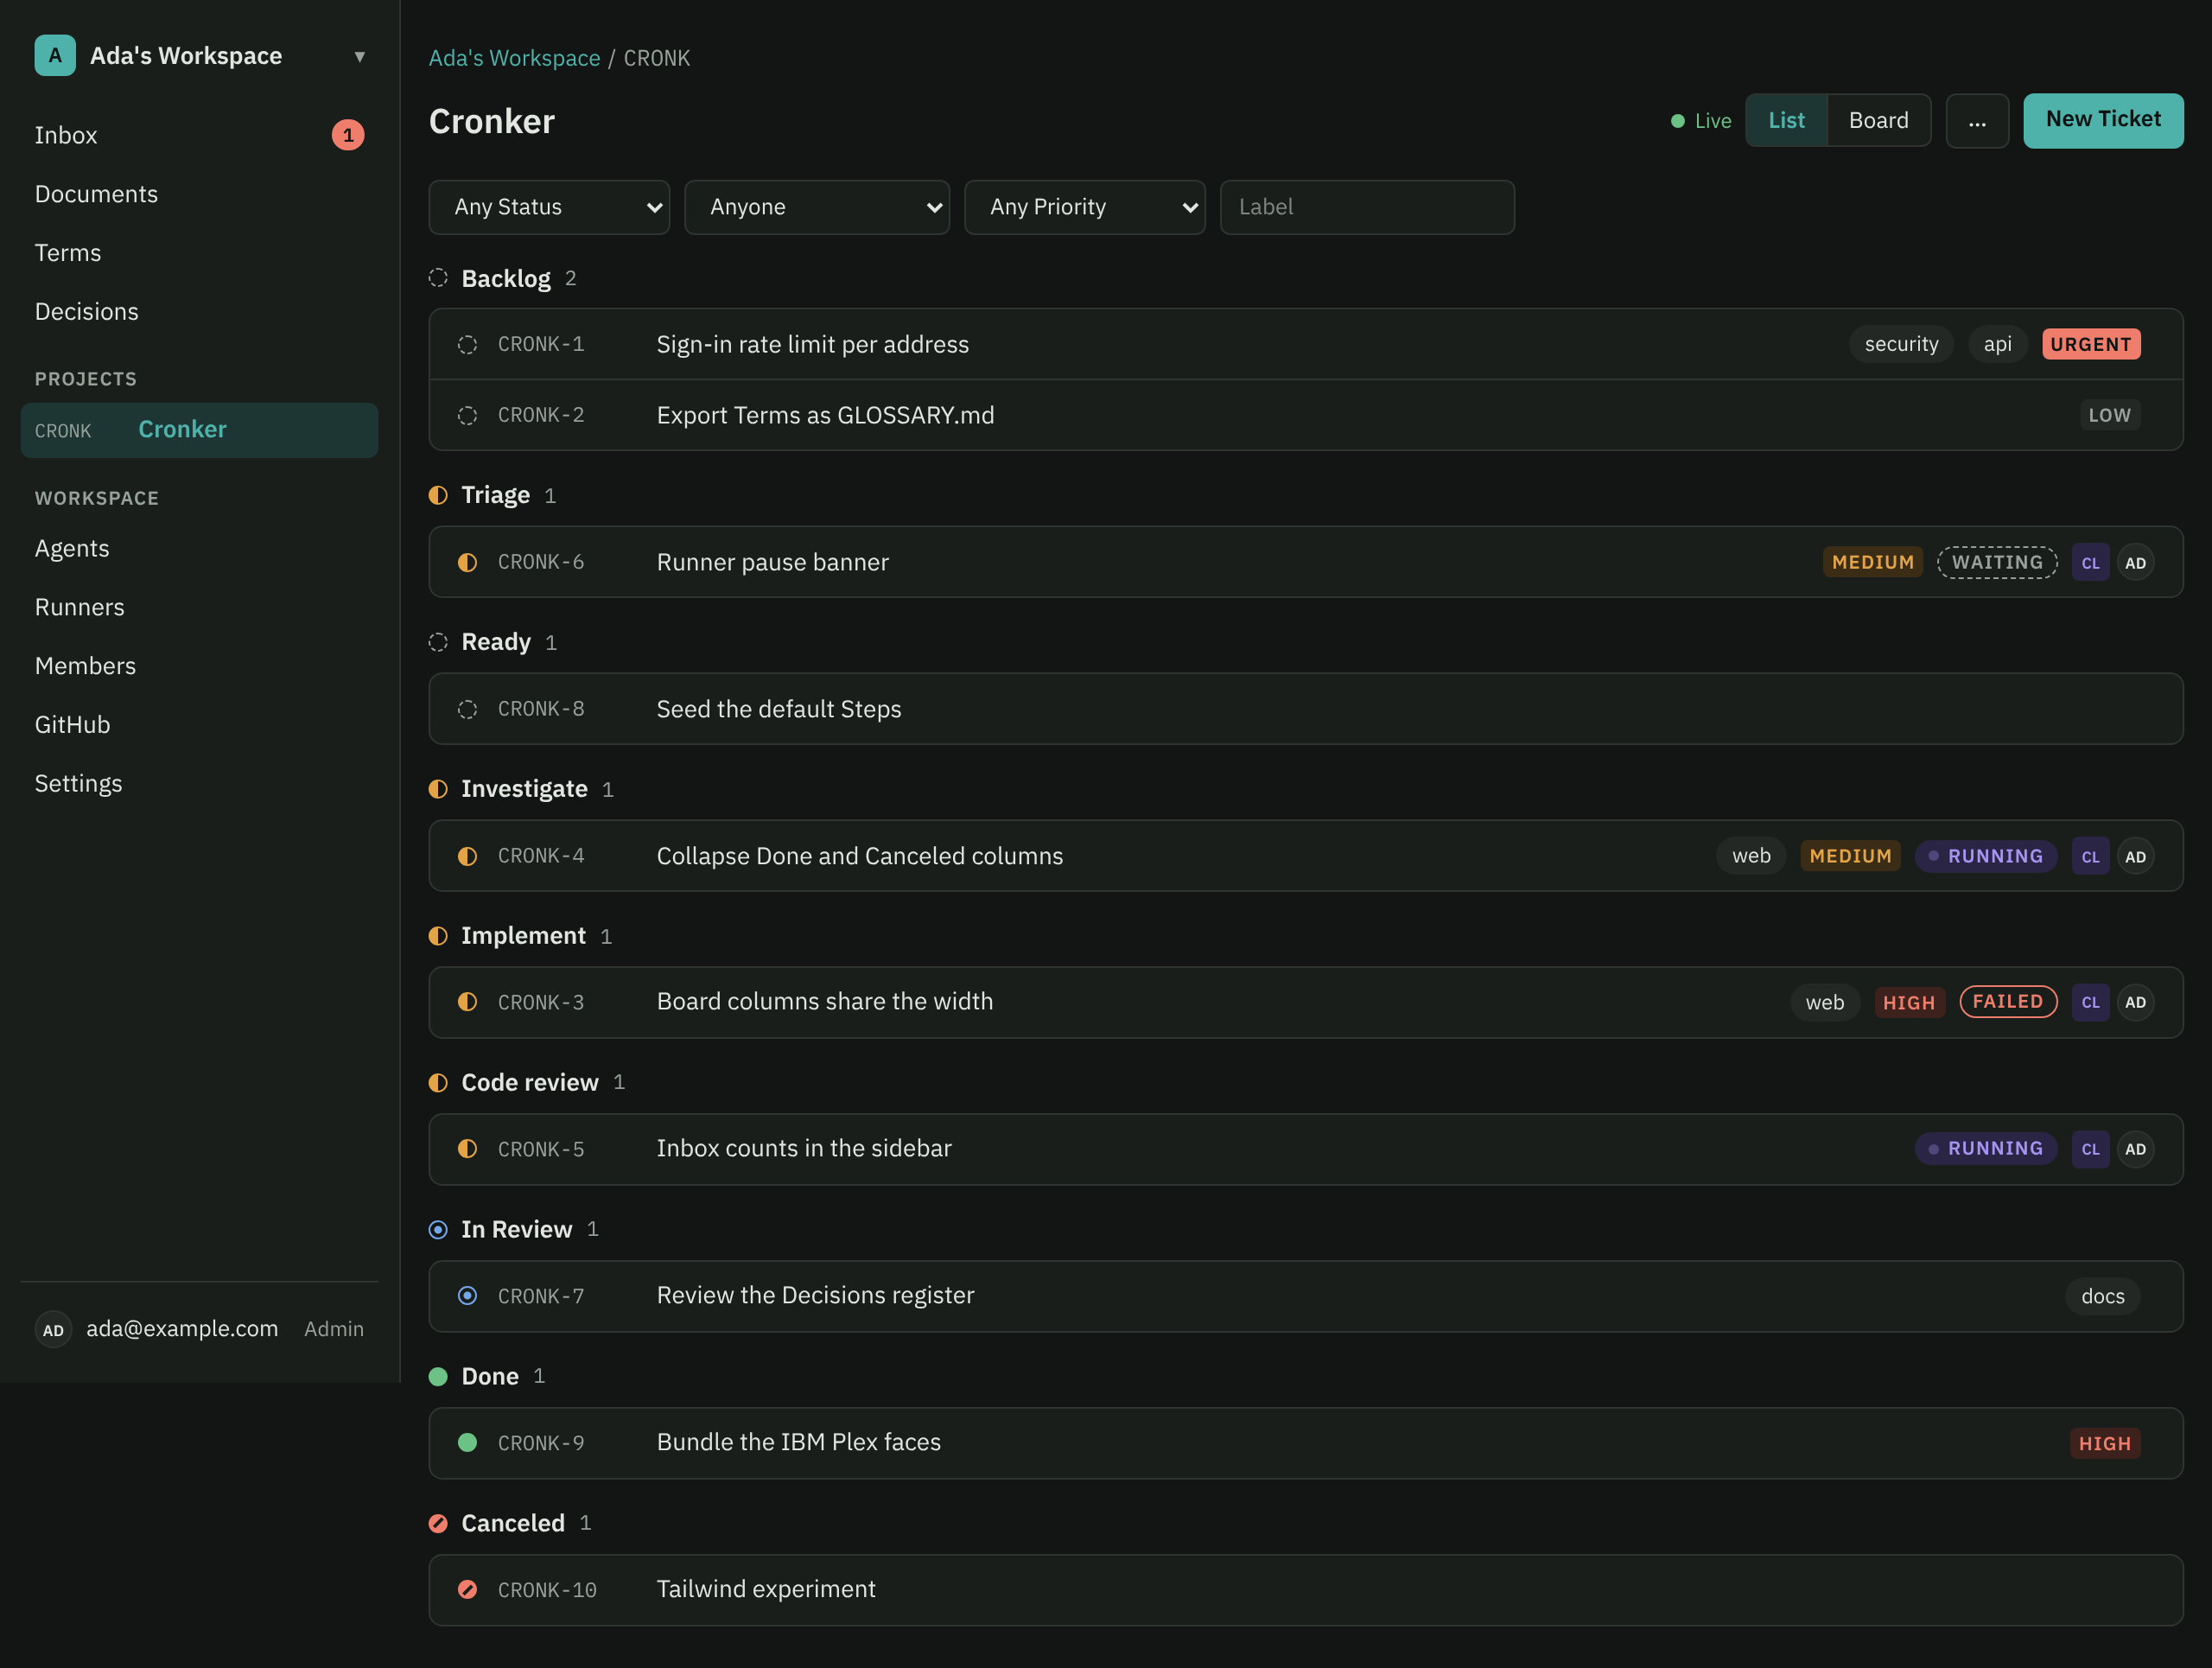 A Ada's Workspace ▾
Inbox 1
Documents
Terms
Decisions
PROJECTS
CRONK Cronker
WORKSPACE
Agents
Runners
Members
GitHub
Settings
AD ada@example.com Admin
Ada's Workspace / CRONK
Cronker
Live List Board ... New Ticket
Any Status Anyone Any Priority Label
Backlog 2
CRONK-1 Sign-in rate limit per address security api URGENT
CRONK-2 Export Terms as GLOSSARY.md LOW
Triage 1
CRONK-6 Runner pause banner MEDIUM WAITING CL AD
Ready 1
CRONK-8 Seed the default Steps
Investigate 1
CRONK-4 Collapse Done and Canceled columns web MEDIUM RUNNING CL AD
Implement 1
CRONK-3 Board columns share the width web HIGH FAILED CL AD
Code review 1
CRONK-5 Inbox counts in the sidebar RUNNING CL AD
In Review 1
CRONK-7 Review the Decisions register docs
Done 1
CRONK-9 Bundle the IBM Plex faces HIGH
Canceled 1
CRONK-10 Tailwind experiment